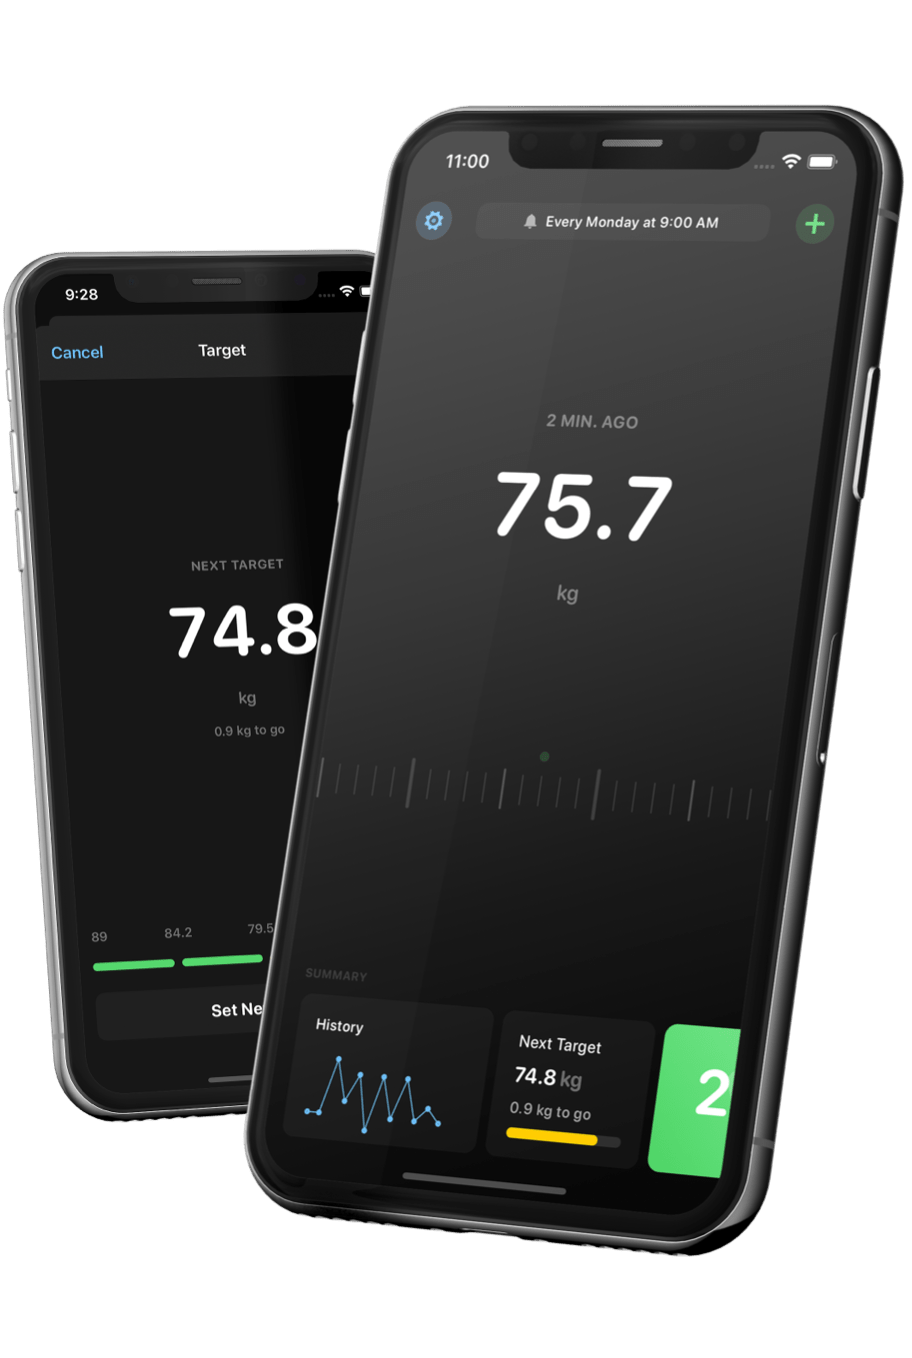 9:28
Cancel
Target
NEXT TARGET
74.8
kg
0.9 kg to go
89
84.2
79.5
Set
11:00
Every Monday at 9:00 AM
2 MIN. AGO
75.7
kg
SUMMARY
History
Next Target
74.8 kg
0.9 kg to go
2